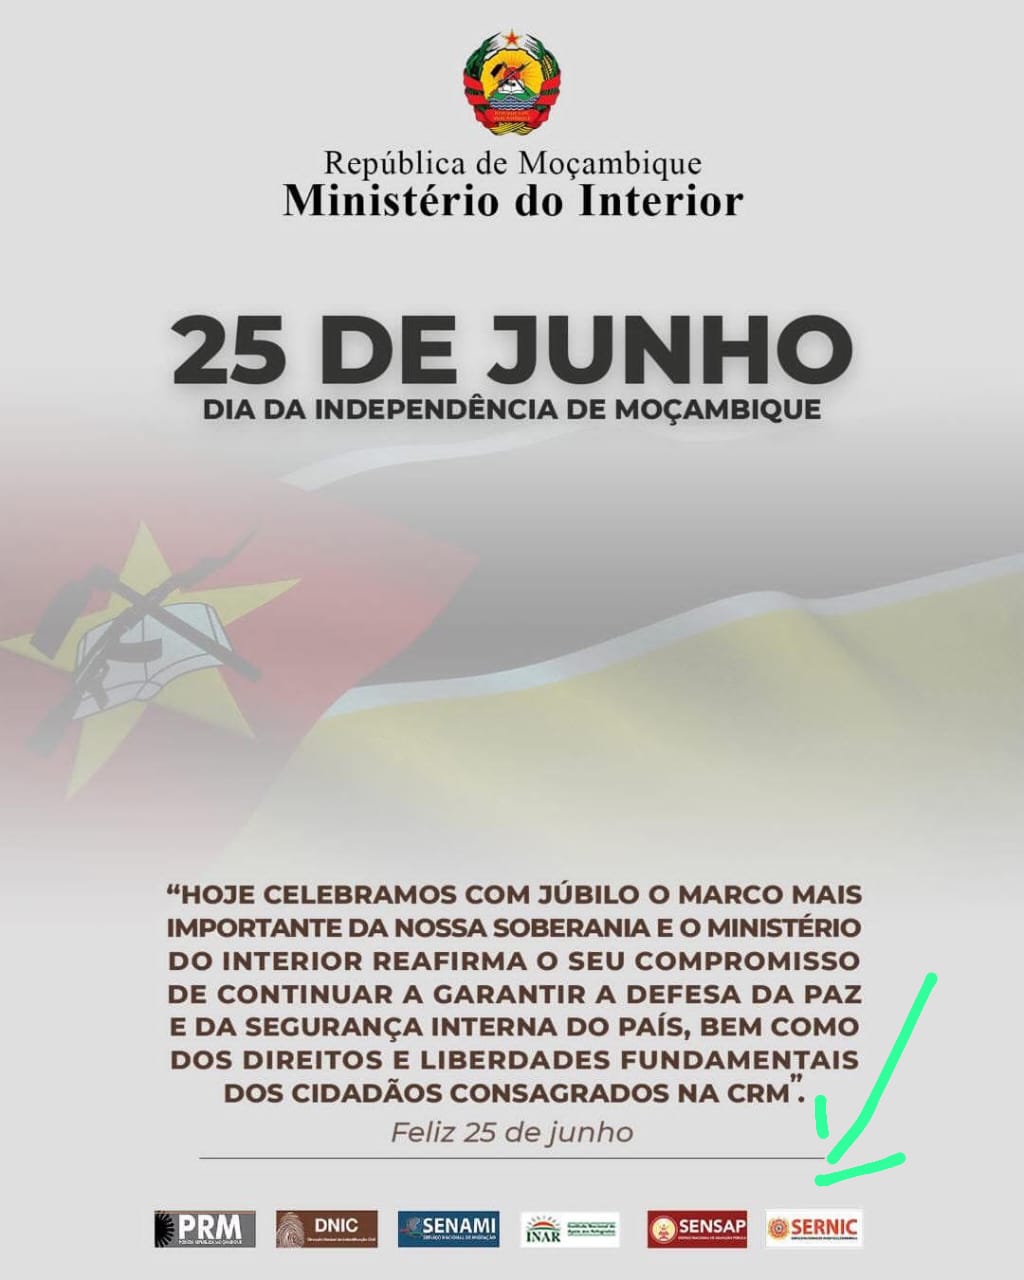 República de Moçambique
Ministério do Interior
25 DE JUNHO
DIA DA INDEPENDÊNCIA DE MOÇAMBIQUE
“HOJE CELEBRAMOS COM JÚBILO O MARCO MAIS
IMPORTANTE DA NOSSA SOBERANIA E O MINISTÉRIO
DO INTERIOR REAFIRMA O SEU COMPROMISSO
DE CONTINUAR A GARANTIR A DEFESA DA PAZ
E DA SEGURANÇA INTERNA DO PAÍS, BEM COMO
DOS DIREITOS E LIBERDADES FUNDAMENTAIS
DOS CIDADÃOS CONSAGRADOS NA CRM”.
Feliz 25 de junho
PRM
DNIC
SENAMI
INAR
SENSAP
SERNIC